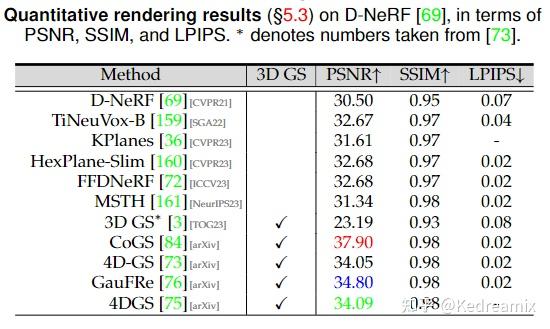 Quantitative rendering results (§5.3) on D-NeRF [69], in terms of
PSNR, SSIM, and LPIPS. * denotes numbers taken from [73].
Method 3D GS PSNR↑ SSIM↑ LPIPS↓
D-NeRF [69][CVPR21] 30.50 0.95 0.07
TiNeuVox-B [159][SGA22] 32.67 0.97 0.04
KPlanes [36][CVPR23] 31.61 0.97 -
HexPlane-Slim [160][CVPR23] 32.68 0.97 0.02
FFDNeRF [72][ICCV23] 32.68 0.97 0.02
MSTH [161][NeurIPS23] 31.34 0.98 0.02
3D GS* [3][TOG23] ✓ 23.19 0.93 0.08
CoGS [84][arXiv] ✓ 37.90 0.98 0.02
4D-GS [73][arXiv] ✓ 34.05 0.98 0.02
GauFRe [76][arXiv] ✓ 34.80 0.98 0.02
4DGS [75][arXiv] ✓ 34.09 0.98 -
知乎 @Kedreamix